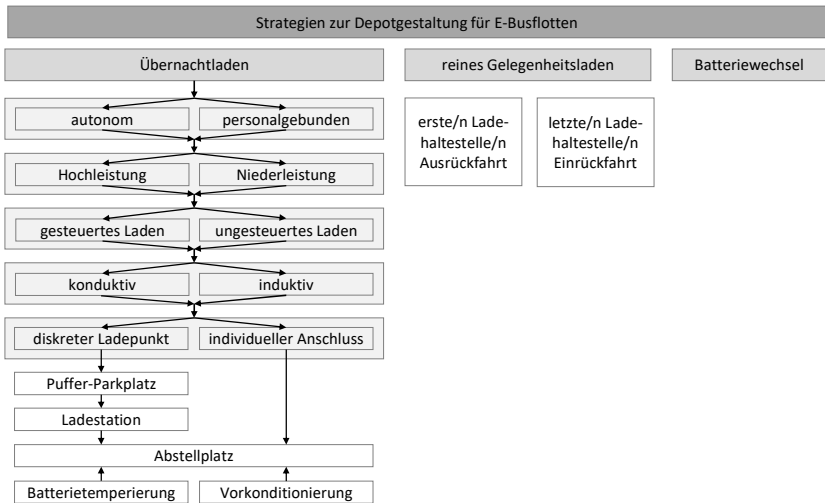 Strategien zur Depotgestaltung für E-Busflotten
Übernachtladen
reines Gelegenheitsladen
Batteriewechsel
autonom
personalgebunden
erste/n Lade-
haltestelle/n
Ausrückfahrt
letzte/n Lade-
haltestelle/n
Einrückfahrt
Hochleistung
Niederleistung
gesteuertes Laden
ungesteuertes Laden
konduktiv
induktiv
diskreter Ladepunkt
individueller Anschluss
Puffer-Parkplatz
Ladestation
Abstellplatz
Batterietemperierung
Vorkonditionierung